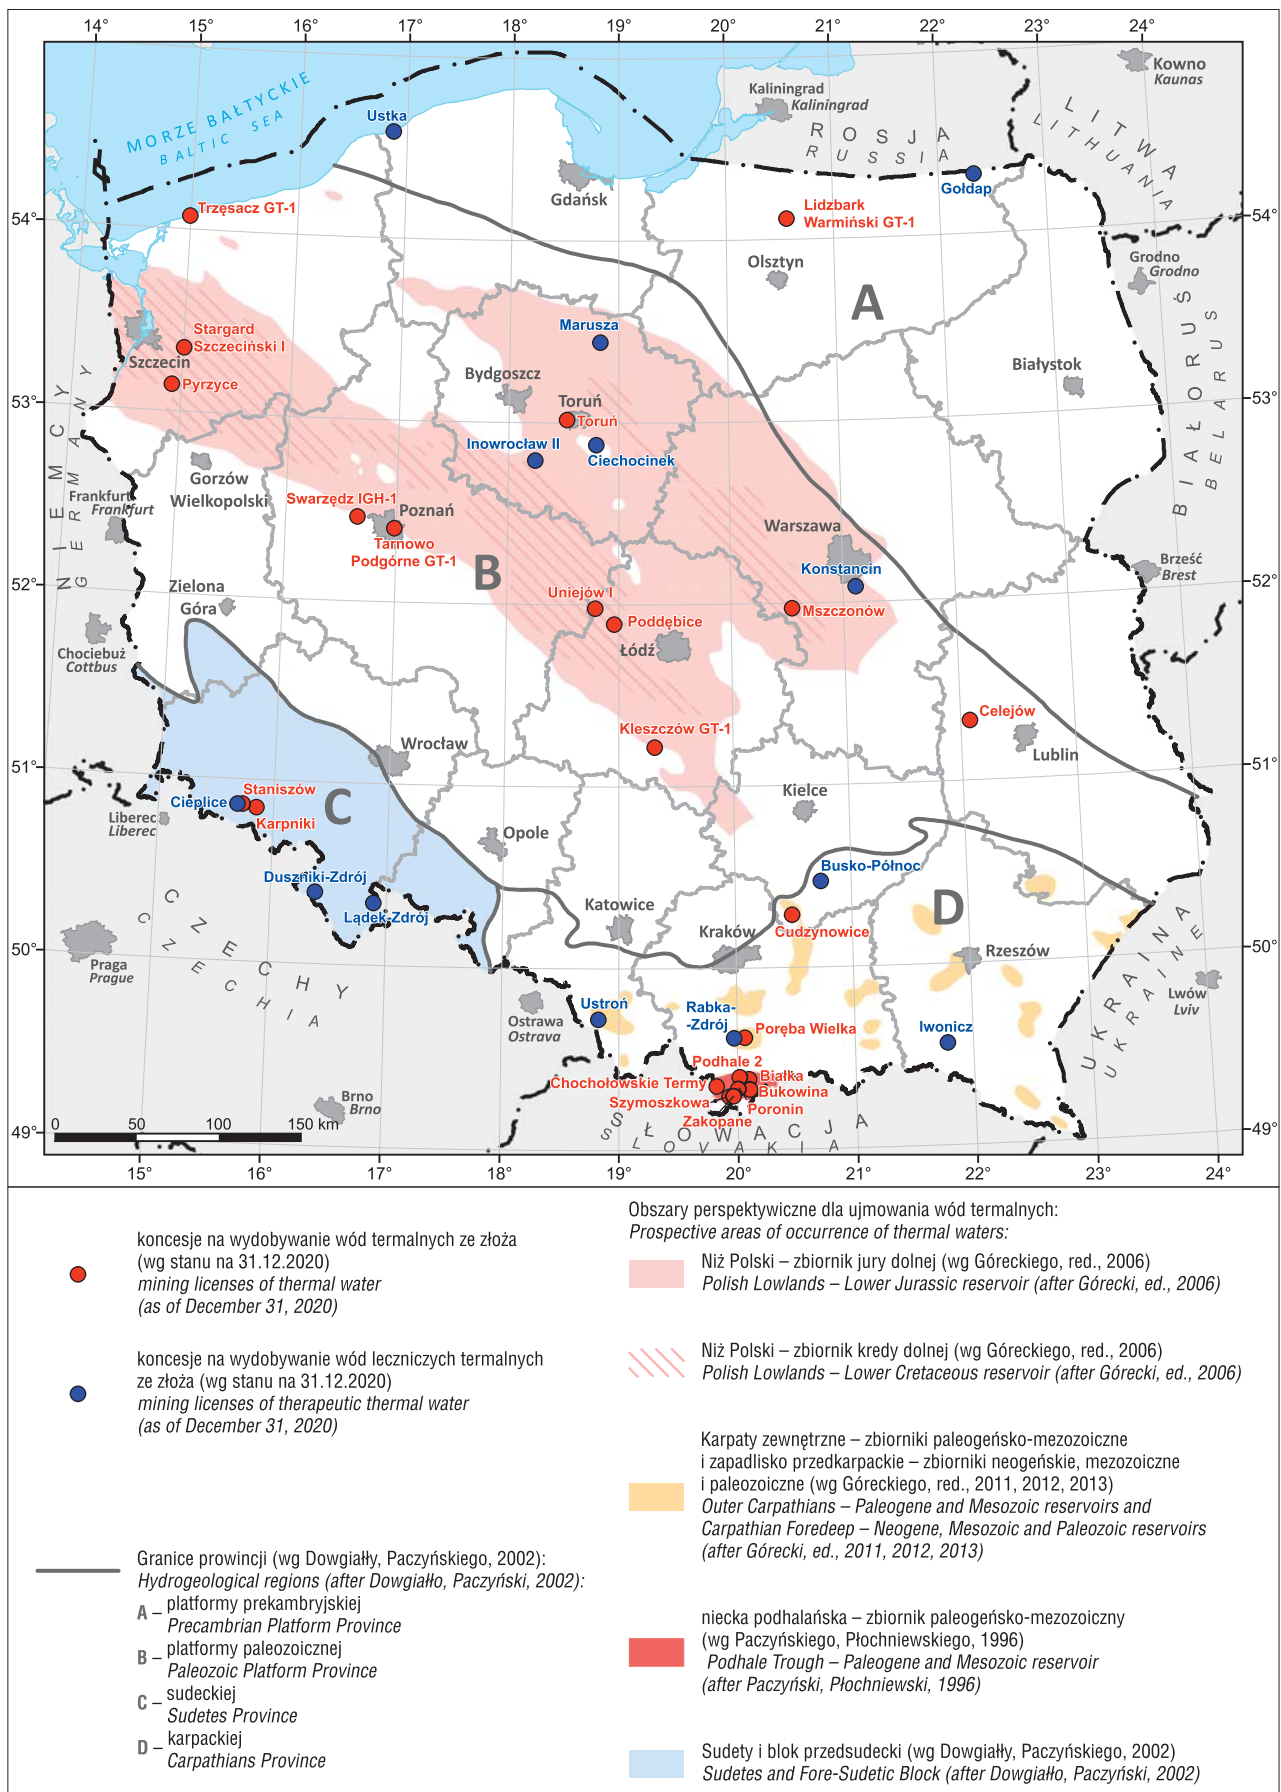 14° 15° 16° 17° 18° 19° 20° 21° 22° 23° 24°
MORZE BAŁTYCKIE
BALTIC SEA
Ustka
Kaliningrad
Kaliningrad
Kowno
Kaunas
LITWA
LITHUANIA
ROSJA
RUSSIA
Gołdap
Gdańsk
Trzęsacz GT-1
Lidzbark
Warmiński GT-1
54°
54°
Olsztyn
A
Grodno
Grodno
BIAŁORUŚ
BELARUS
Stargard
Szczeciński I
Szczecin
Pyrzyce
Marusza
Bydgoszcz
Białystok
53°
53°
Toruń
Toruń
Inowrocław II
Ciechocinek
NIEMCY
GERMANY
Gorzów
Wielkopolski
Frankfurt
Frankfurt
Swarzędz IGH-1
Poznań
Tarnowo
Podgórne GT-1
Warszawa
Konstancin
B
Brześć
Brest
52°
52°
Zielona
Góra
Uniejów I
Poddębice
Mszczonów
Łódź
Chociebuż
Cottbus
Kleszczów GT-1
Celejów
Lublin
Wrocław
51°
51°
Staniszów
Cieplice
Karpniki
C
Kielce
Liberec
Liberec
Opole
Duszniki-Zdrój
Lądek-Zdrój
Busko-Północ
CZECHY
CZECHIA
Katowice
Kraków
Cudzynowice
D
Rzeszów
50°
50°
Praga
Prague
UKRAINA
UKRAINE
Lwów
Lviv
Ostrawa
Ostrava
Ustroń
Rabka-
-Zdrój
Poręba Wielka
Iwonicz
Podhale 2
Białka
Chochołowskie Termy
Bukowina
Szymoszkowa
Poronin
Zakopane
Brno
Brno
SŁOWACJA
SLOVAKIA
0 50 100 150 km
49°
49°
15° 16° 17° 18° 19° 20° 21° 22° 23° 24°
koncesje na wydobywanie wód termalnych ze złoża
(wg stanu na 31.12.2020)
mining licenses of thermal water
(as of December 31, 2020)
koncesje na wydobywanie wód leczniczych termalnych
ze złoża (wg stanu na 31.12.2020)
mining licenses of therapeutic thermal water
(as of December 31, 2020)
Granice prowincji (wg Dowgiałły, Paczyńskiego, 2002):
Hydrogeological regions (after Dowgiałło, Paczyński, 2002):
A – platformy prekambryjskiej
Precambrian Platform Province
B – platformy paleozoicznej
Paleozoic Platform Province
C – sudeckiej
Sudetes Province
D – karpackiej
Carpathians Province
Obszary perspektywiczne dla ujmowania wód termalnych:
Prospective areas of occurrence of thermal waters:
Niż Polski – zbiornik jury dolnej (wg Góreckiego, red., 2006)
Polish Lowlands – Lower Jurassic reservoir (after Górecki, ed., 2006)
Niż Polski – zbiornik kredy dolnej (wg Góreckiego, red., 2006)
Polish Lowlands – Lower Cretaceous reservoir (after Górecki, ed., 2006)
Karpaty zewnętrzne – zbiorniki paleogeńsko-mezozoiczne
i zapadlisko przedkarpackie – zbiorniki neogeńskie, mezozoiczne
i paleozoiczne (wg Góreckiego, red., 2011, 2012, 2013)
Outer Carpathians – Paleogene and Mesozoic reservoirs and
Carpathian Foredeep – Neogene, Mesozoic and Paleozoic reservoirs
(after Górecki, ed., 2011, 2012, 2013)
niecka podhalańska – zbiornik paleogeńsko-mezozoiczny
(wg Paczyńskiego, Płochniewskiego, 1996)
Podhale Trough – Paleogene and Mesozoic reservoir
(after Paczyński, Płochniewski, 1996)
Sudety i blok przedsudecki (wg Dowgiałły, Paczyńskiego, 2002)
Sudetes and Fore-Sudetic Block (after Dowgiałło, Paczyński, 2002)